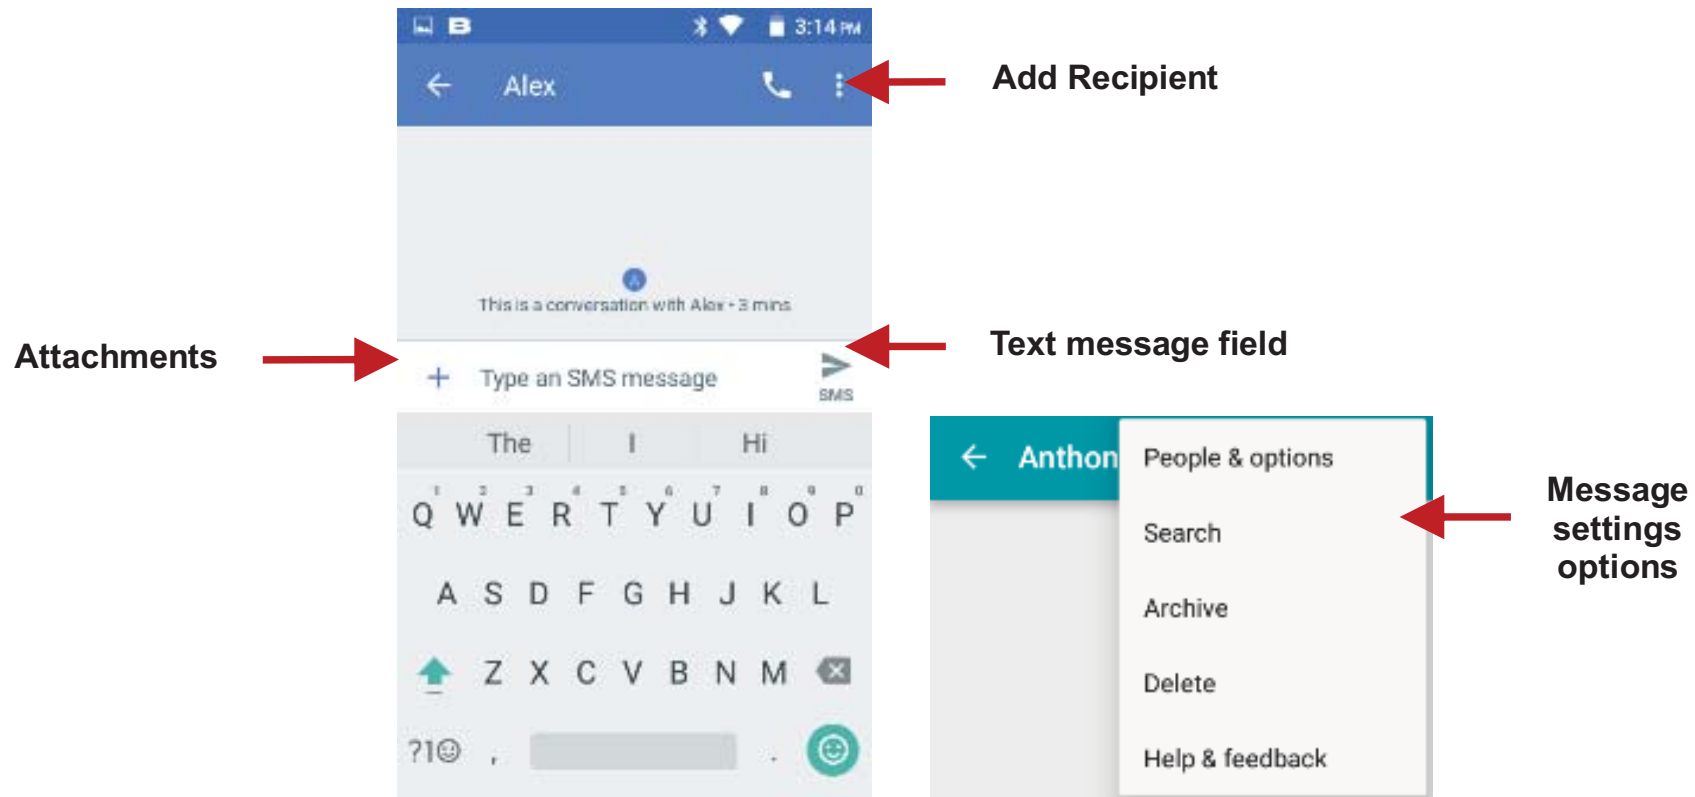 B 3:14 PM
Alex
Add Recipient
This is a conversation with Alex • 3 mins
Text message field
Attachments
+ Type an SMS message
SMS
The I Hi
1 2 3 4 5 6 7 8 9 0
Q W E R T Y U I O P
A S D F G H J K L
Z X C V B N M
?1☺ , .
Anthon
People & options
Search
Archive
Delete
Help & feedback
Message
settings
options